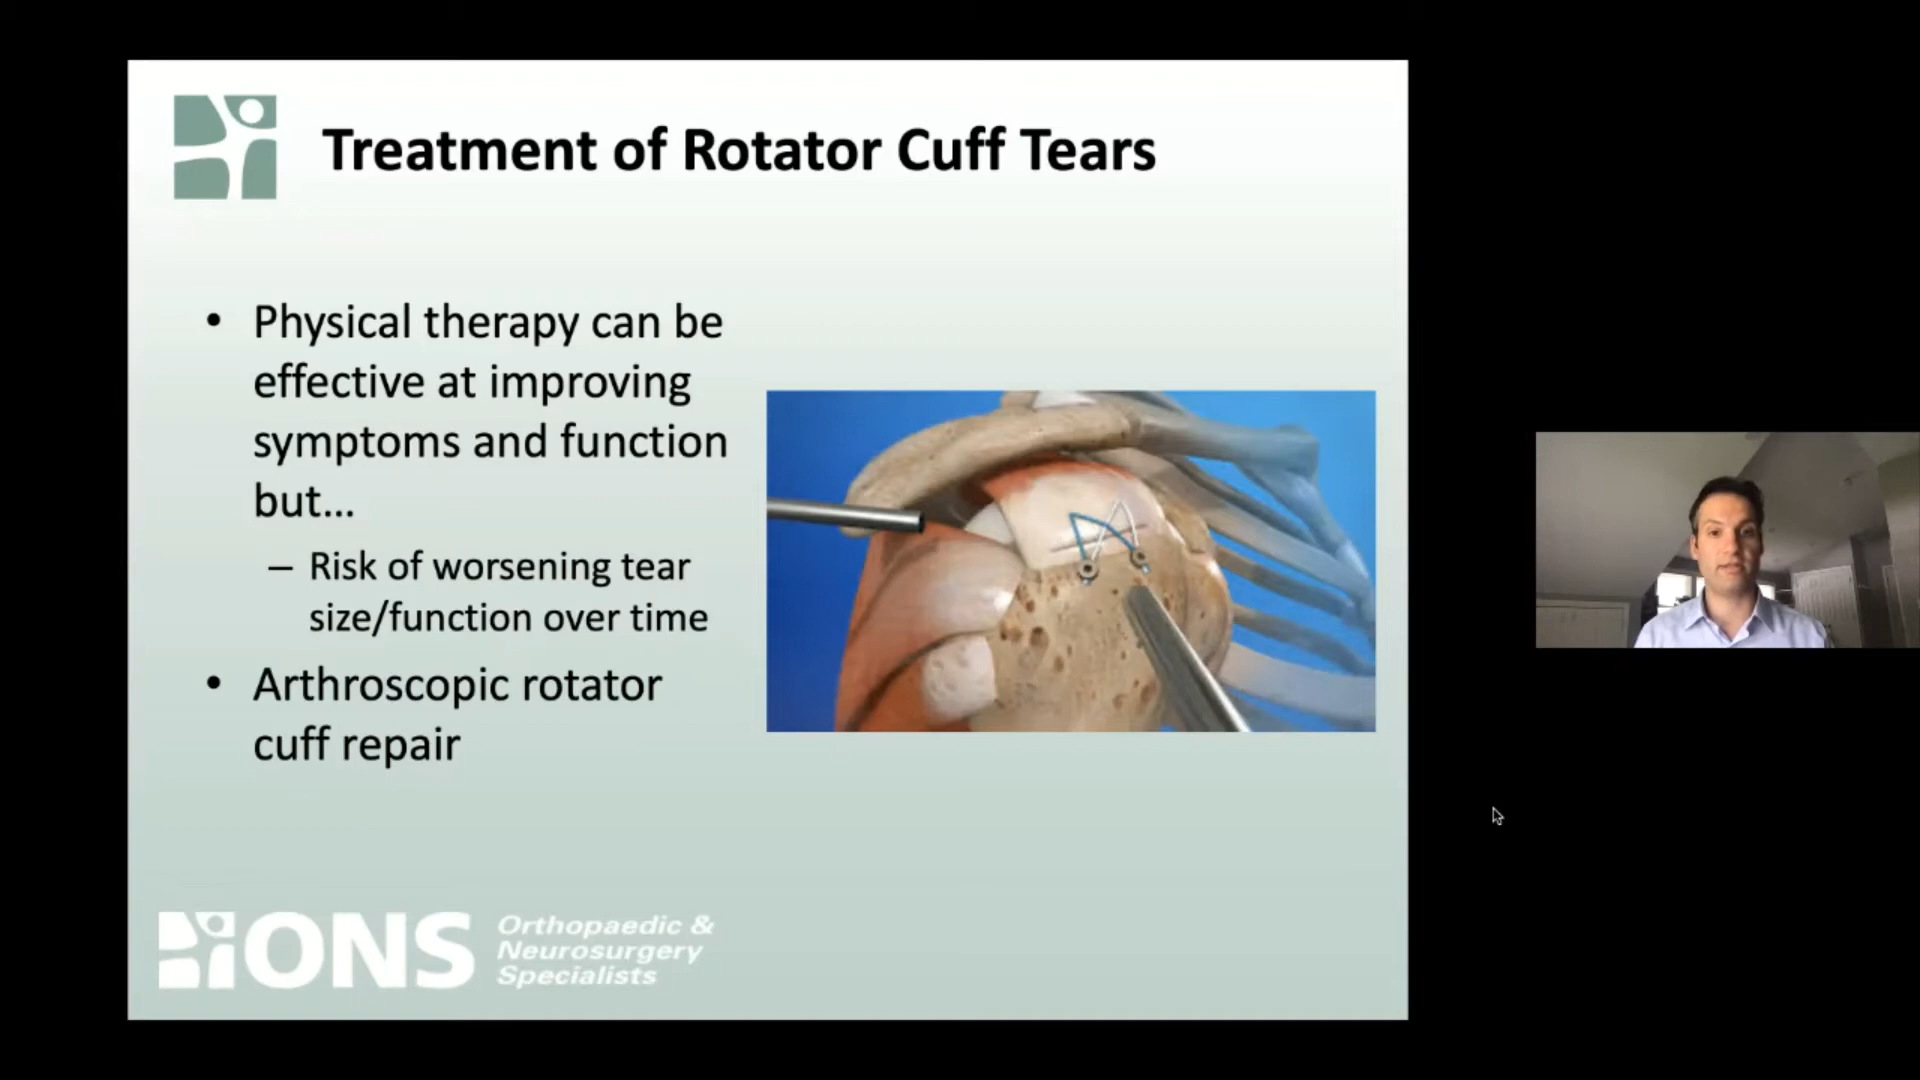 Treatment of Rotator Cuff Tears
• Physical therapy can be
effective at improving
symptoms and function
but...
– Risk of worsening tear
size/function over time
• Arthroscopic rotator
cuff repair
ONS
Orthopaedic &
Neurosurgery
Specialists